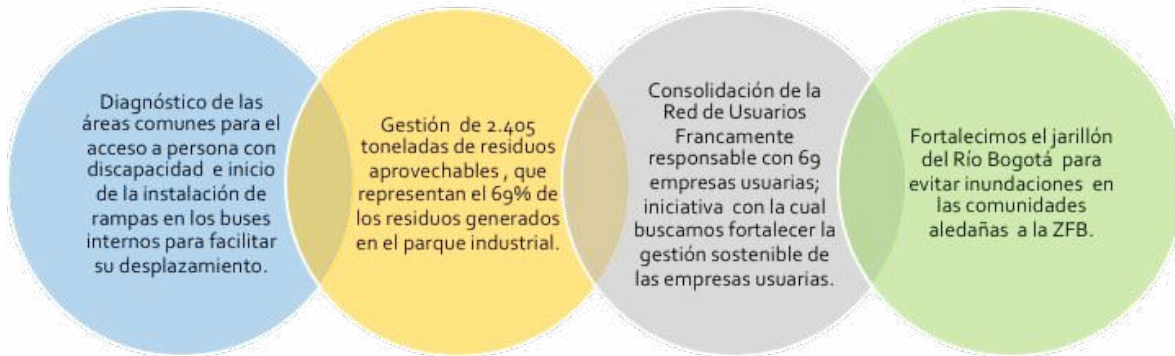 Diagnóstico de las
áreas comunes para el
acceso a persona con
discapacidad e inicio
de la instalación de
rampas en los buses
internos para facilitar
su desplazamiento.
Gestión de 2.405
toneladas de residuos
aprovechables , que
representan el 69% de
los residuos generados
en el parque industrial.
Consolidación de la
Red de Usuarios
Francamente
responsable con 69
empresas usuarias;
iniciativa con la cual
buscamos fortalecer la
gestión sostenible de
las empresas usuarias.
Fortalecimos el jarillón
del Río Bogotá para
evitar inundaciones en
las comunidades
aledañas a la ZFB.